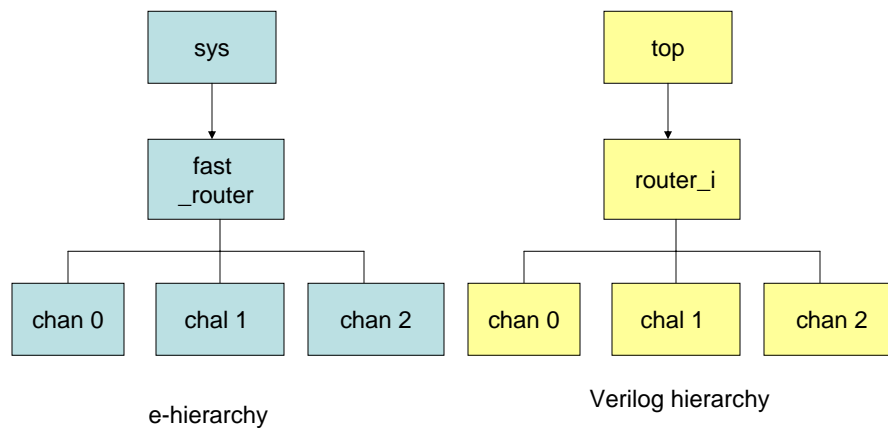 sys
top
fast
_router
router_i
chan 0
chal 1
chan 2
chan 0
chal 1
chan 2
e-hierarchy
Verilog hierarchy